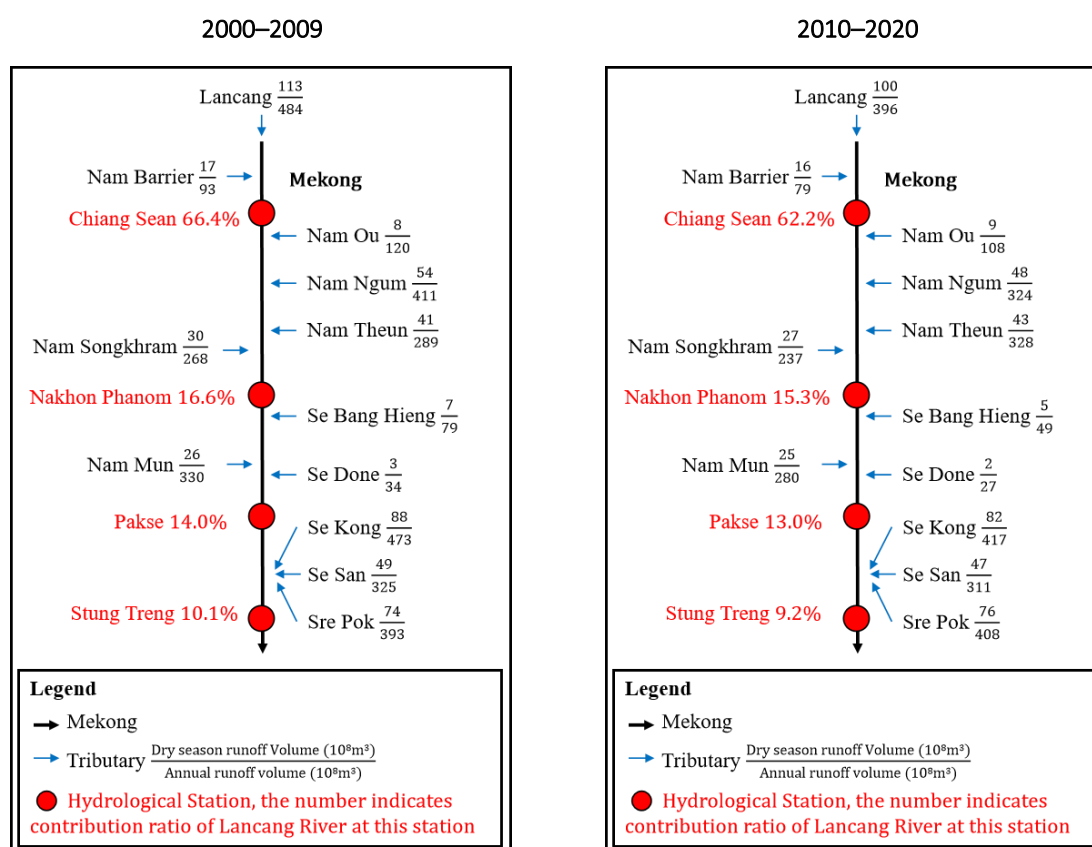 2000–2009
Lancang 113/484
Nam Barrier 17/93
Mekong
Chiang Sean 66.4%
Nam Ou 8/120
Nam Ngum 54/411
Nam Theun 41/289
Nam Songkhram 30/268
Nakhon Phanom 16.6%
Se Bang Hieng 7/79
Nam Mun 26/330
Se Done 3/34
Pakse 14.0%
Se Kong 88/473
Se San 49/325
Stung Treng 10.1%
Sre Pok 74/393
Legend
Mekong
Tributary Dry season runoff Volume (10⁸m³)/Annual runoff volume (10⁸m³)
Hydrological Station, the number indicates
contribution ratio of Lancang River at this station
2010–2020
Lancang 100/396
Nam Barrier 16/79
Mekong
Chiang Sean 62.2%
Nam Ou 9/108
Nam Ngum 48/324
Nam Theun 43/328
Nam Songkhram 27/237
Nakhon Phanom 15.3%
Se Bang Hieng 5/49
Nam Mun 25/280
Se Done 2/27
Pakse 13.0%
Se Kong 82/417
Se San 47/311
Stung Treng 9.2%
Sre Pok 76/408
Legend
Mekong
Tributary Dry season runoff Volume (10⁸m³)/Annual runoff volume (10⁸m³)
Hydrological Station, the number indicates
contribution ratio of Lancang River at this station